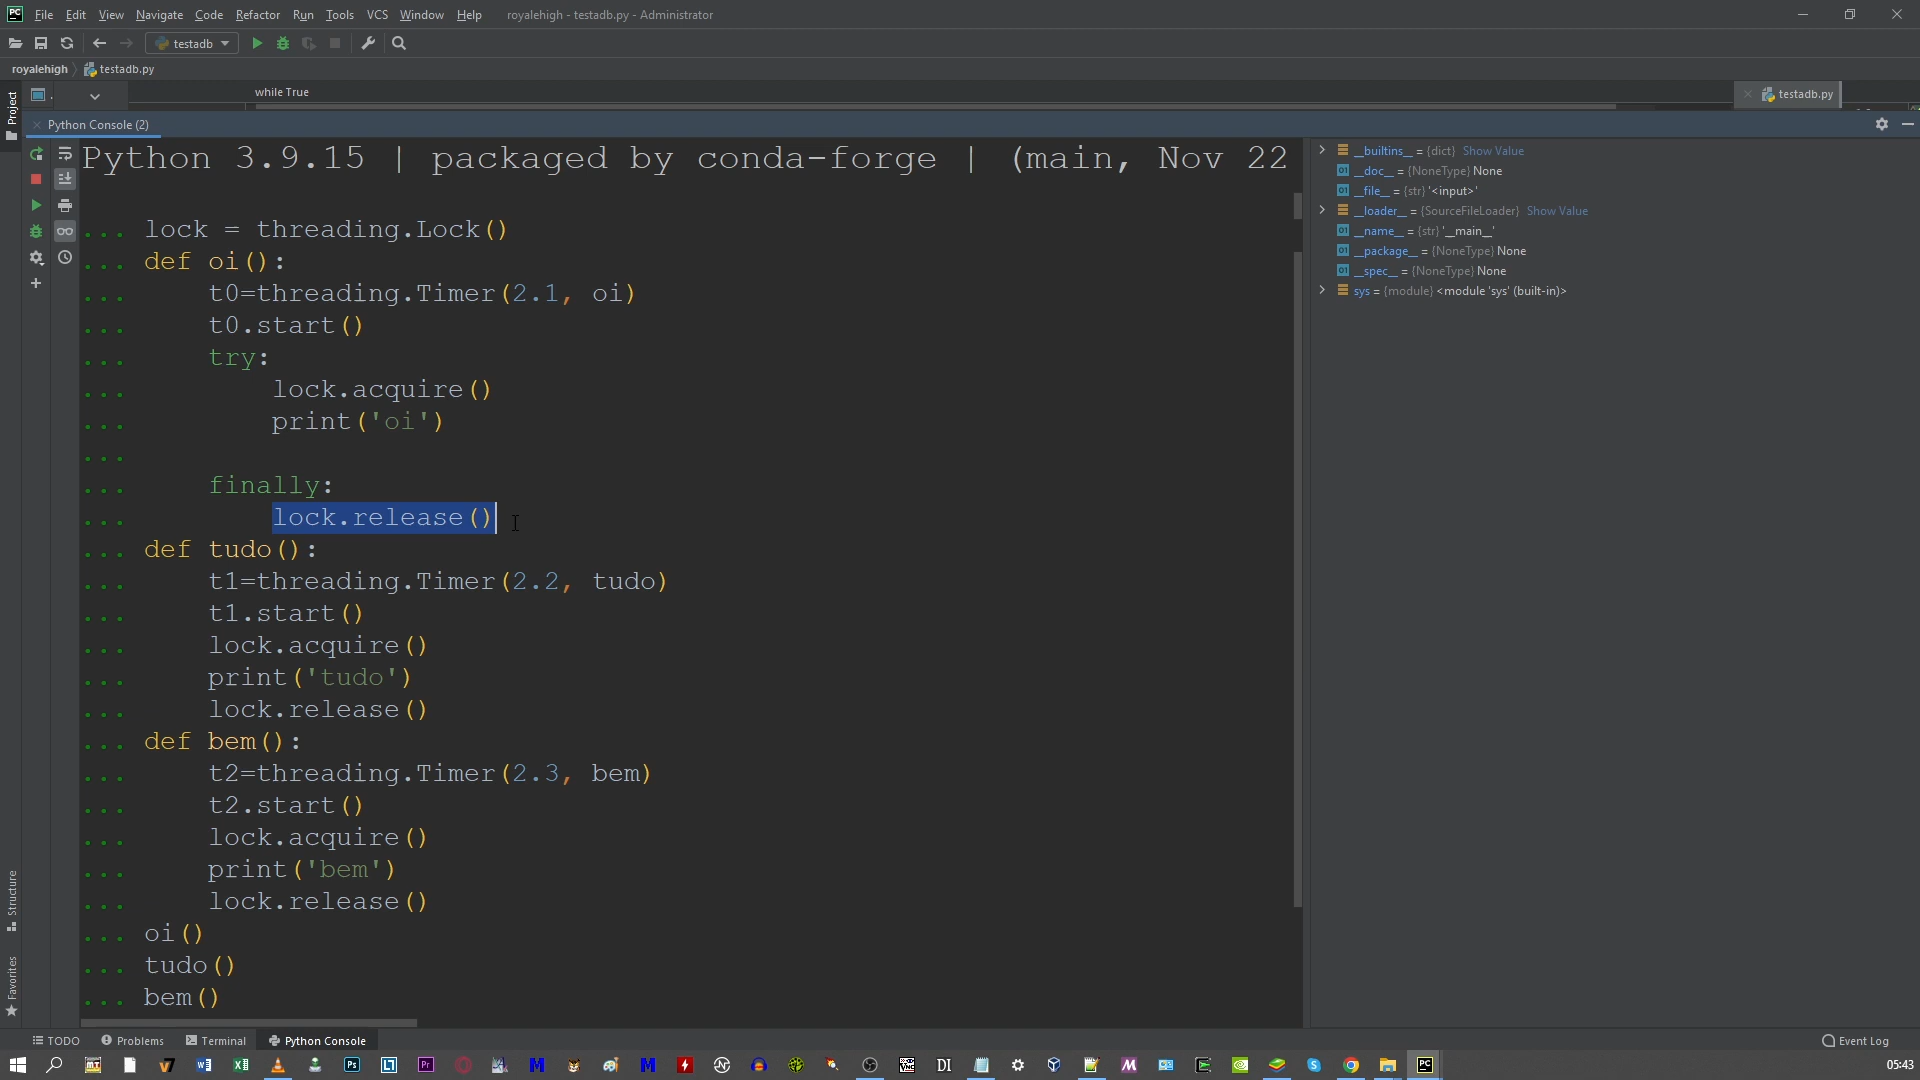 PC File Edit View Navigate Code Refactor Run Tools VCS Window Help royalehigh - testadb.py - Administrator
testadb
royalehigh testadb.py
while True
testadb.py
Project
Python Console (2)
Python 3.9.15 | packaged by conda-forge | (main, Nov 22
... lock = threading.Lock()
... def oi():
...     t0=threading.Timer(2.1, oi)
...     t0.start()
...     try:
...         lock.acquire()
...         print('oi')
...
...     finally:
...         lock.release()
... def tudo():
...     t1=threading.Timer(2.2, tudo)
...     t1.start()
...     lock.acquire()
...     print('tudo')
...     lock.release()
... def bem():
...     t2=threading.Timer(2.3, bem)
...     t2.start()
...     lock.acquire()
...     print('bem')
...     lock.release()
... oi()
... tudo()
... bem()
__builtins__ = {dict} Show Value
__doc__ = {NoneType} None
__file__ = {str} '<input>'
__loader__ = {SourceFileLoader} Show Value
__name__ = {str} '__main__'
__package__ = {NoneType} None
__spec__ = {NoneType} None
sys = {module} <module 'sys' (built-in)>
Structure
Favorites
TODO Problems Terminal Python Console Event Log
05:43